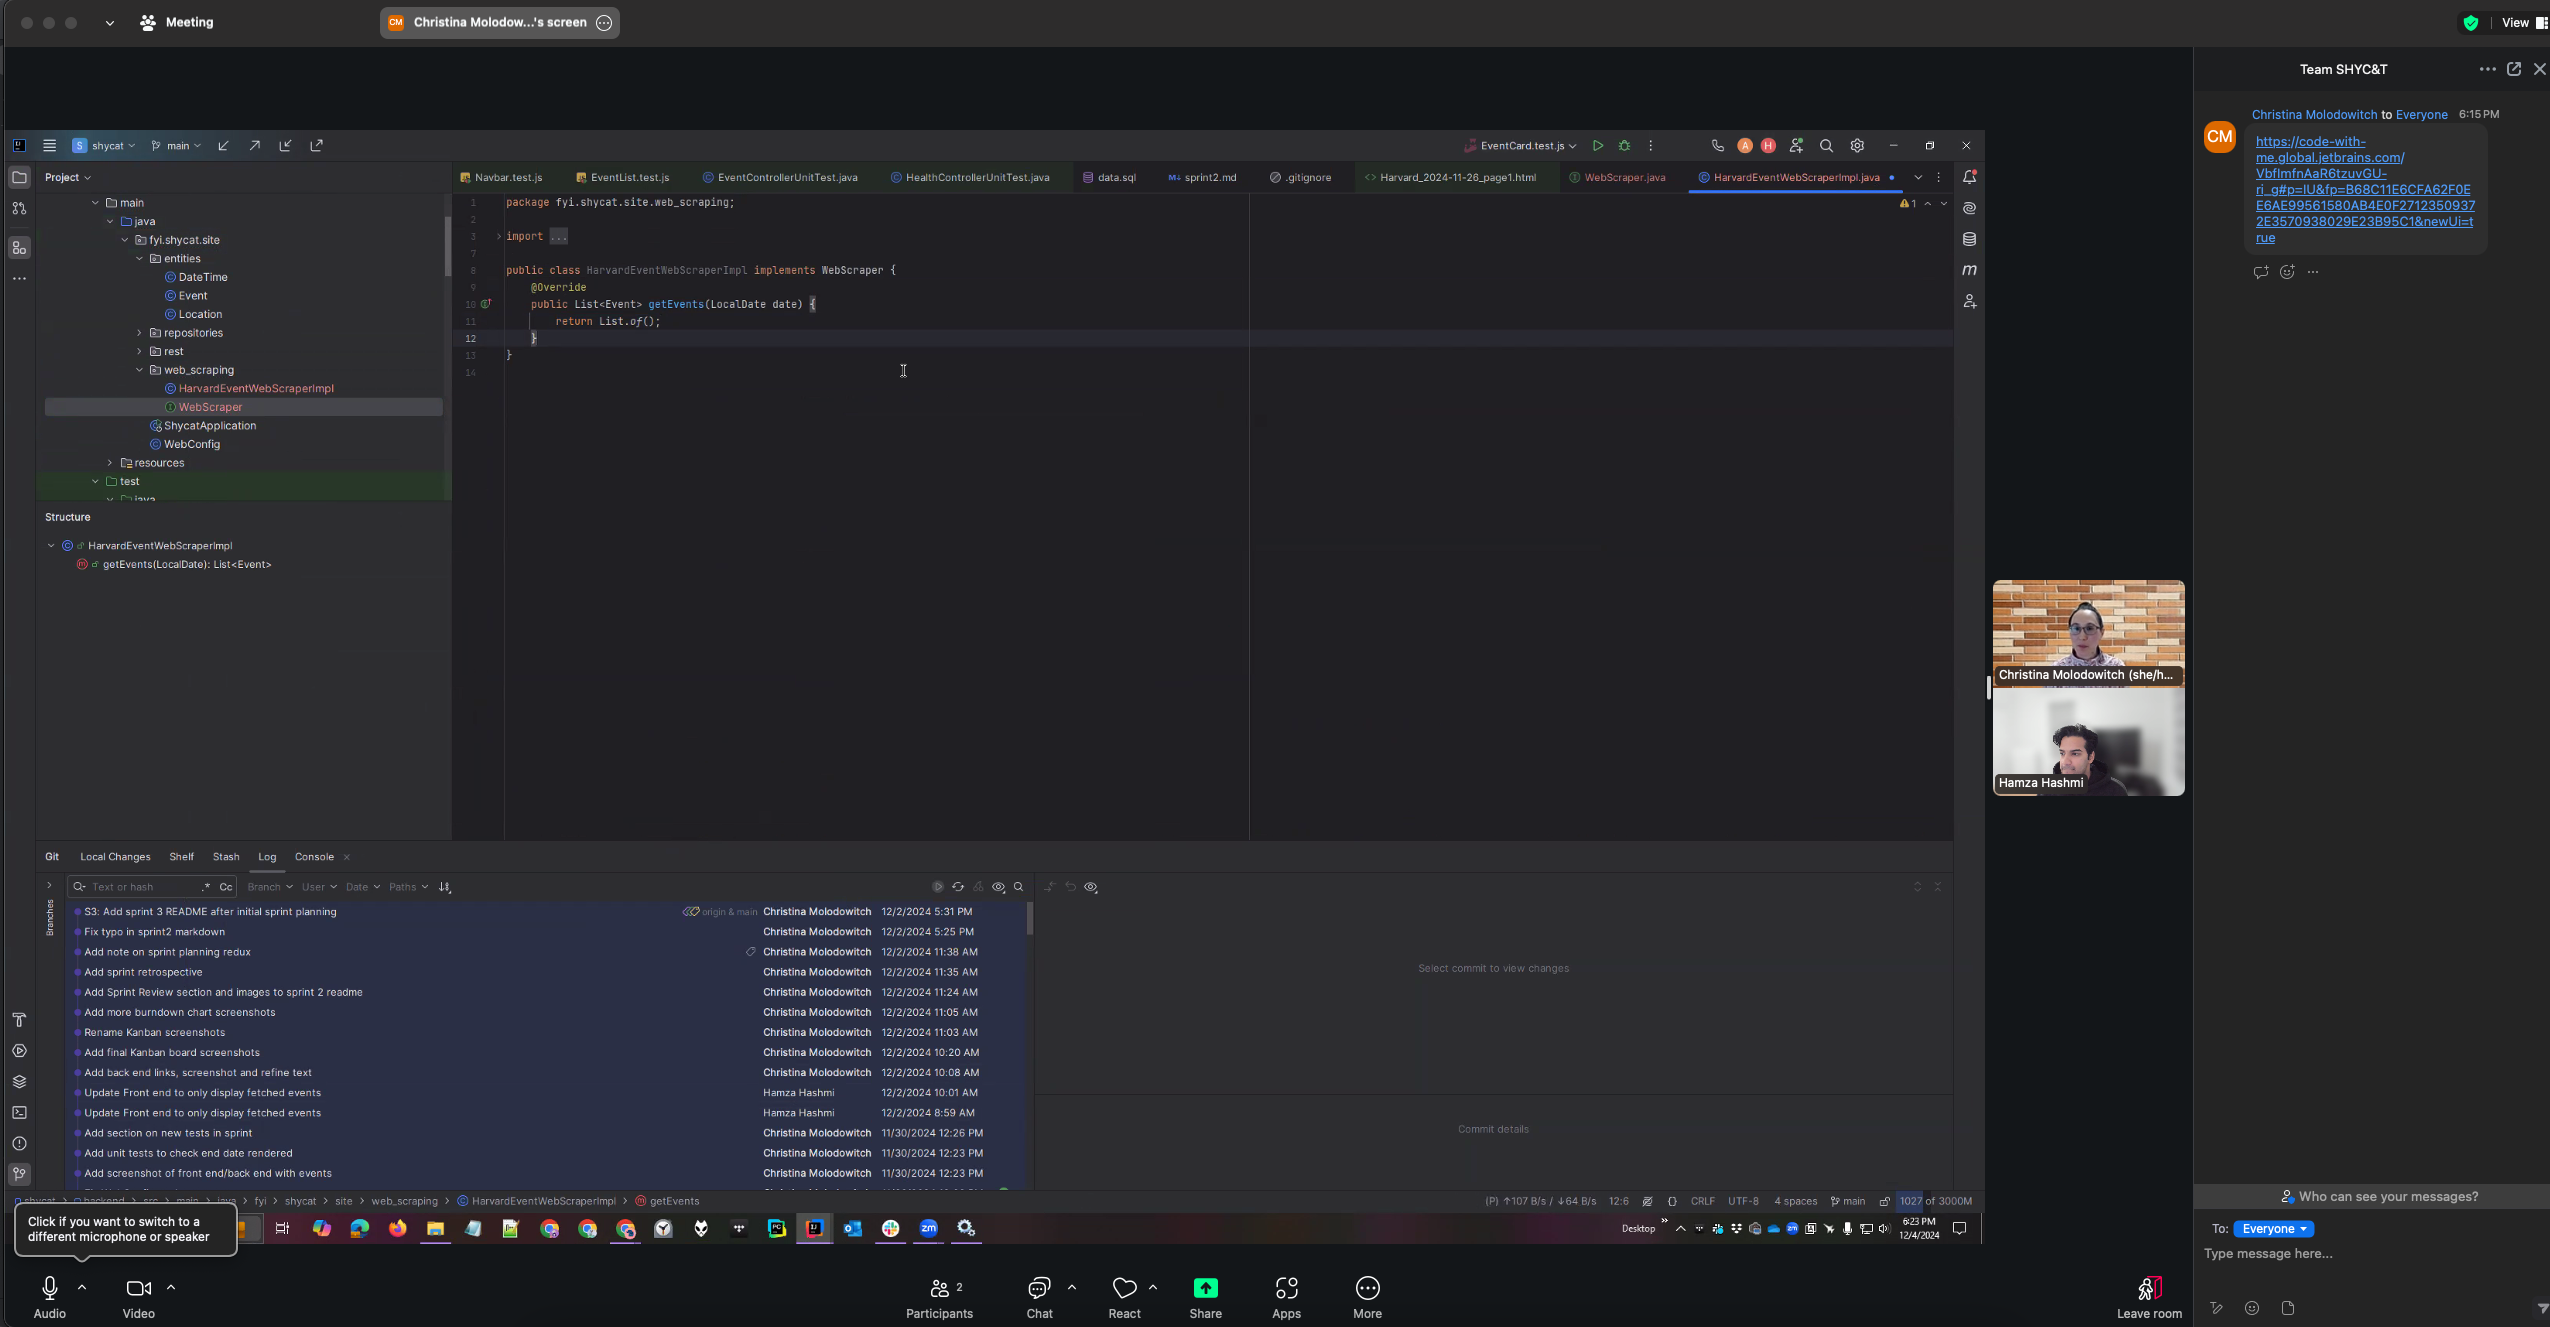 Meeting
CM Christina Molodow...'s screen
View
Team SHYC&T
Christina Molodowitch to Everyone 6:15 PM
CM
https://code-with-
me.global.jetbrains.com/
VbfImfnAaR6tzuvGU-
ri_g#p=IU&fp=B68C11E6CFA62F0E
E6AE99561580AB4E0F2712350937
2E3570938029E23B95C1&newUi=t
rue
S shycat main EventCard.test.js A H
Project
Navbar.test.js EventList.test.js EventControllerUnitTest.java HealthControllerUnitTest.java data.sql M↓ sprint2.md .gitignore Harvard_2024-11-26_page1.html WebScraper.java HarvardEventWebScraperImpl.java
main
java
fyi.shycat.site
entities
DateTime
Event
Location
repositories
rest
web_scraping
HarvardEventWebScraperImpl
WebScraper
ShycatApplication
WebConfig
resources
test
java
1 package fyi.shycat.site.web_scraping;
2
3 import ...
7
8 public class HarvardEventWebScraperImpl implements WebScraper {
9 @Override
10 public List<Event> getEvents(LocalDate date) {
11 return List.of();
12 }
13 }
14
1
m
Structure
HarvardEventWebScraperImpl
getEvents(LocalDate): List<Event>
Christina Molodowitch (she/h...
Hamza Hashmi
Git Local Changes Shelf Stash Log Console
Text or hash .* Cc Branch User Date Paths
Branches
S3: Add sprint 3 README after initial sprint planning origin & main Christina Molodowitch 12/2/2024 5:31 PM
Fix typo in sprint2 markdown Christina Molodowitch 12/2/2024 5:25 PM
Add note on sprint planning redux Christina Molodowitch 12/2/2024 11:38 AM
Add sprint retrospective Christina Molodowitch 12/2/2024 11:35 AM
Add Sprint Review section and images to sprint 2 readme Christina Molodowitch 12/2/2024 11:24 AM
Add more burndown chart screenshots Christina Molodowitch 12/2/2024 11:05 AM
Rename Kanban screenshots Christina Molodowitch 12/2/2024 11:03 AM
Add final Kanban board screenshots Christina Molodowitch 12/2/2024 10:20 AM
Add back end links, screenshot and refine text Christina Molodowitch 12/2/2024 10:08 AM
Update Front end to only display fetched events Hamza Hashmi 12/2/2024 10:01 AM
Update Front end to only display fetched events Hamza Hashmi 12/2/2024 8:59 AM
Add section on new tests in sprint Christina Molodowitch 11/30/2024 12:26 PM
Add unit tests to check end date rendered Christina Molodowitch 11/30/2024 12:23 PM
Add screenshot of front end/back end with events Christina Molodowitch 11/30/2024 12:23 PM
Select commit to view changes
Commit details
shycat backend src main java fyi shycat site web_scraping HarvardEventWebScraperImpl getEvents
(P) ↑107 B/s / ↓64 B/s 12:6 {} CRLF UTF-8 4 spaces main 1027 of 3000M
Click if you want to switch to a
different microphone or speaker
Desktop
6:23 PM
12/4/2024
Who can see your messages?
To: Everyone
Type message here...
Audio
Video
2
Participants
Chat
React
Share
Apps
More
Leave room